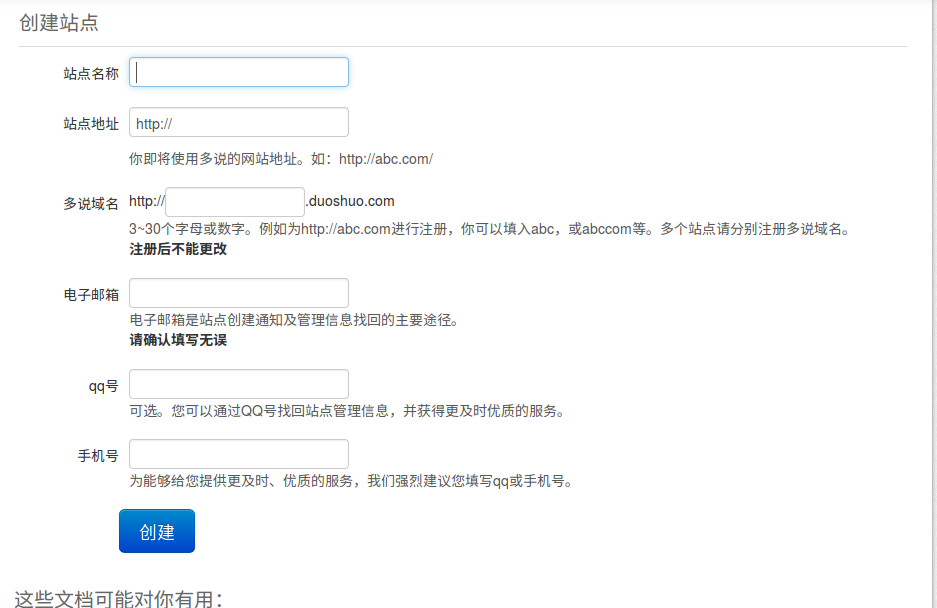 创建站点
站点名称
站点地址 http://
你即将使用多说的网站地址。如：http://abc.com/
多说域名 http:// .duoshuo.com
3~30个字母或数字。例如为http://abc.com进行注册，你可以填入abc，或abccom等。多个站点请分别注册多说域名。
注册后不能更改
电子邮箱
电子邮箱是站点创建通知及管理信息找回的主要途径。
请确认填写无误
qq号
可选。您可以通过QQ号找回站点管理信息，并获得更及时优质的服务。
手机号
为能够给您提供更及时、优质的服务，我们强烈建议您填写qq或手机号。
创建
这些文档可能对你有用：